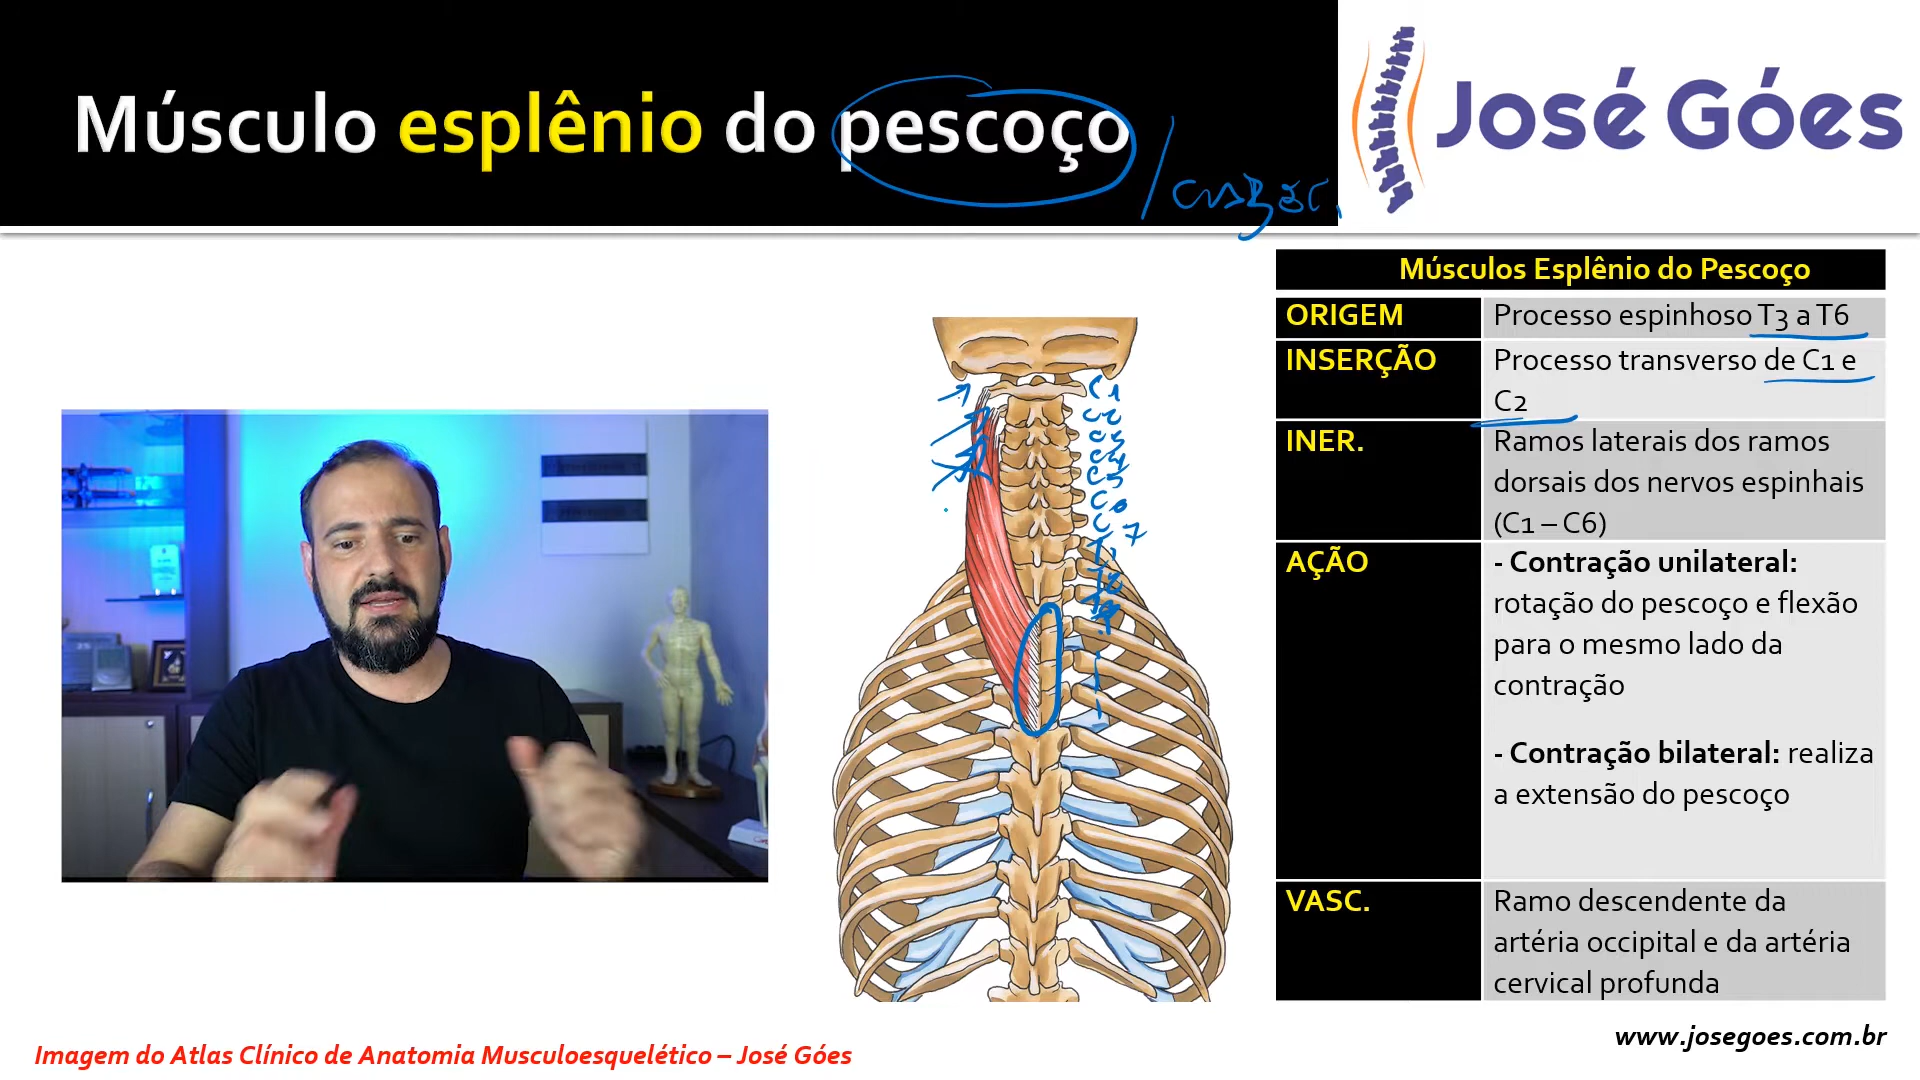 Músculo esplênio do pescoço
José Góes
Músculos Esplênio do Pescoço
ORIGEM
Processo espinhoso T3 a T6
INSERÇÃO
Processo transverso de C1 e
C2
INER.
Ramos laterais dos ramos
dorsais dos nervos espinhais
(C1 – C6)
AÇÃO
- Contração unilateral:
rotação do pescoço e flexão
para o mesmo lado da
contração
- Contração bilateral: realiza
a extensão do pescoço
VASC.
Ramo descendente da
artéria occipital e da artéria
cervical profunda
www.josegoes.com.br
Imagem do Atlas Clínico de Anatomia Musculoesquelético – José Góes